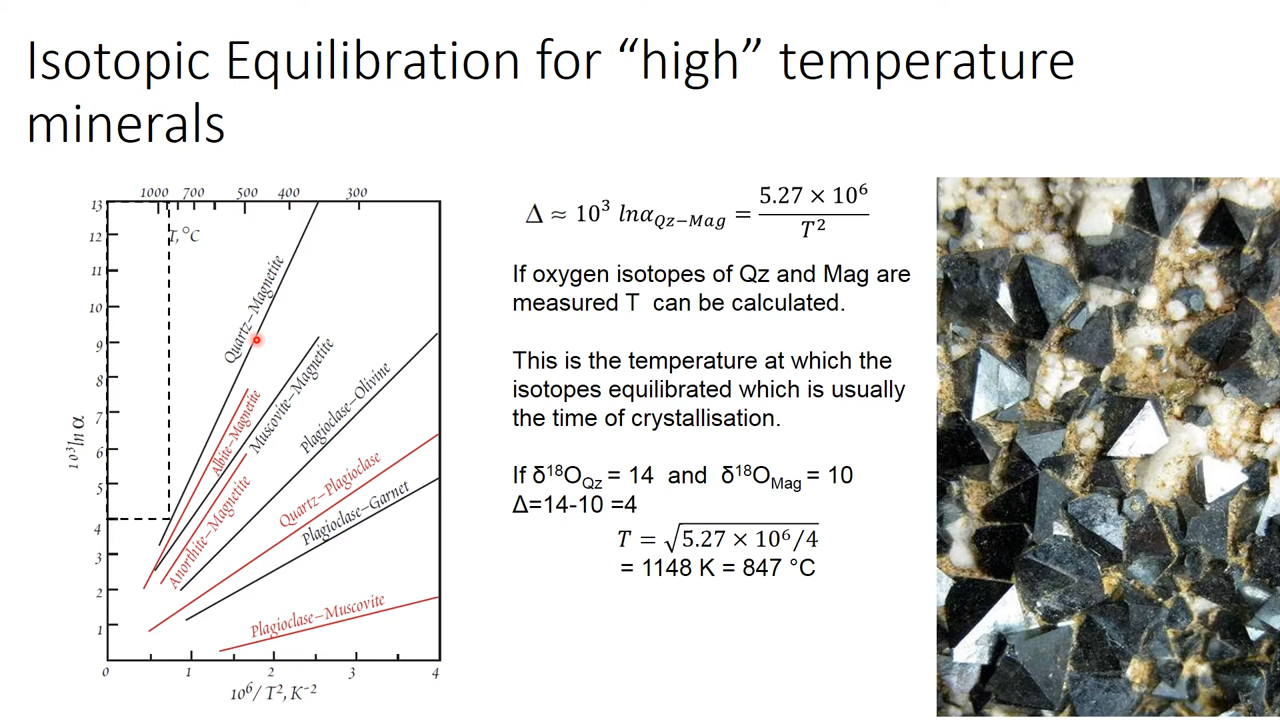 Isotopic Equilibration for “high” temperature
minerals
1000 700 500 400 300
T, °C
13
12
11
10
9
8
7
6
5
4
3
2
1
10³ln α
Quartz–Magnetite
Albite–Magnetite
Muscovite–Magnetite
Anorthite–Magnetite
Plagioclase–Olivine
Quartz–Plagioclase
Plagioclase–Garnet
Plagioclase–Muscovite
0 1 2 3 4
10⁶/ T², K⁻²
Δ ≈ 10³ lnα_Qz−Mag = 5.27 × 10⁶ / T²
If oxygen isotopes of Qz and Mag are
measured T can be calculated.
This is the temperature at which the
isotopes equilibrated which is usually
the time of crystallisation.
If δ¹⁸O_Qz = 14 and δ¹⁸O_Mag = 10
Δ=14-10 =4
T = √5.27 × 10⁶/4
= 1148 K = 847 °C